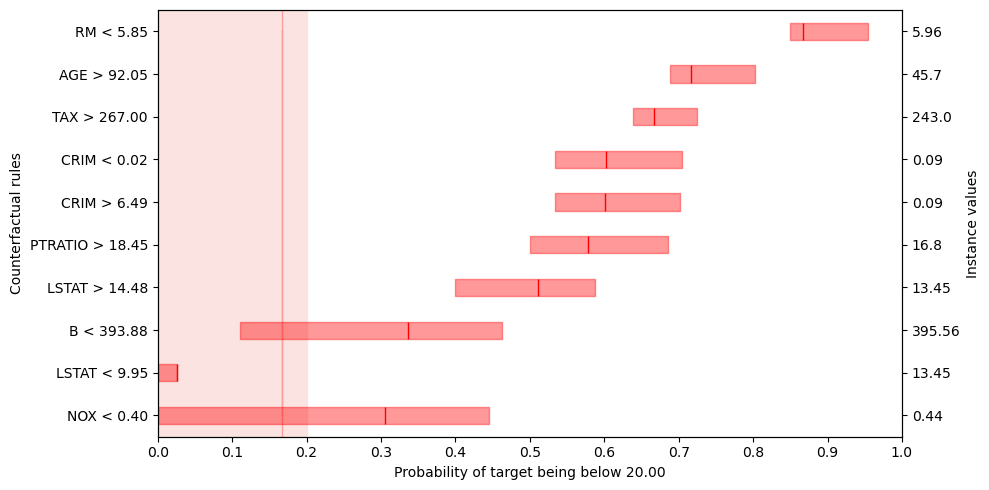 RM < 5.85 5.96
AGE > 92.05 45.7
TAX > 267.00 243.0
CRIM < 0.02 0.09
CRIM > 6.49 0.09
PTRATIO > 18.45 16.8
LSTAT > 14.48 13.45
B < 393.88 395.56
LSTAT < 9.95 13.45
NOX < 0.40 0.44
Counterfactual rules
Instance values
0.0 0.1 0.2 0.3 0.4 0.5 0.6 0.7 0.8 0.9 1.0
Probability of target being below 20.00